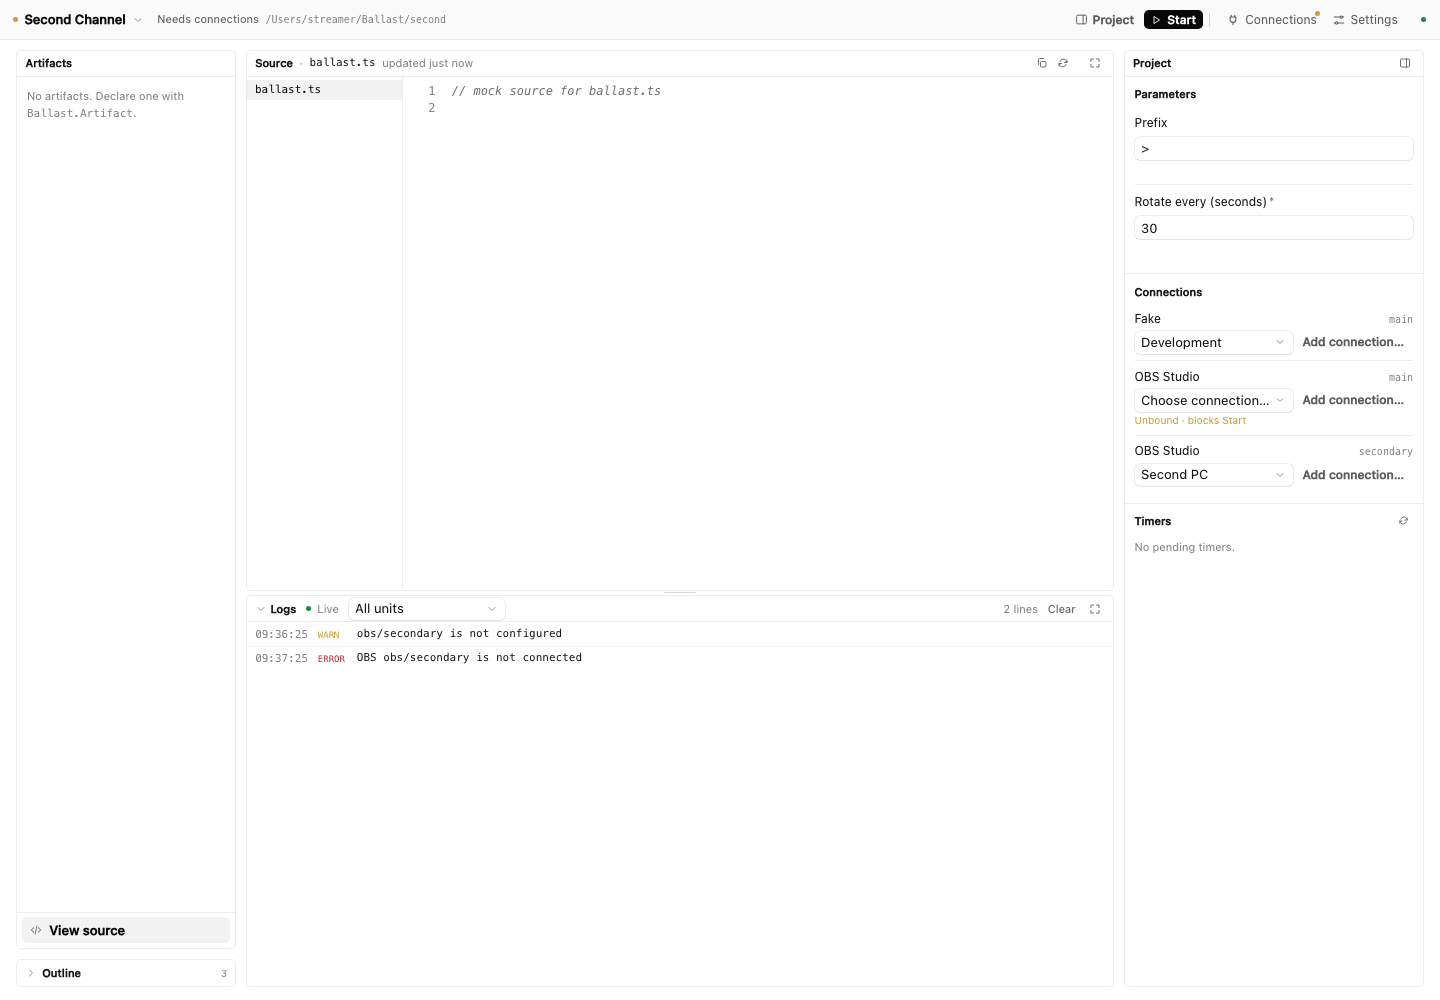 Second Channel Needs connections /Users/streamer/Ballast/second Project Start Connections Settings
Artifacts
No artifacts. Declare one with
Ballast.Artifact.
View source
Outline 3
Source · ballast.ts updated just now
ballast.ts
1 // mock source for ballast.ts
2
Logs Live All units 2 lines Clear
09:36:25 WARN obs/secondary is not configured
09:37:25 ERROR OBS obs/secondary is not connected
Project
Parameters
Prefix
>
Rotate every (seconds) *
30
Connections
Fake main
Development Add connection...
OBS Studio main
Choose connection... Add connection...
Unbound · blocks Start
OBS Studio secondary
Second PC Add connection...
Timers
No pending timers.